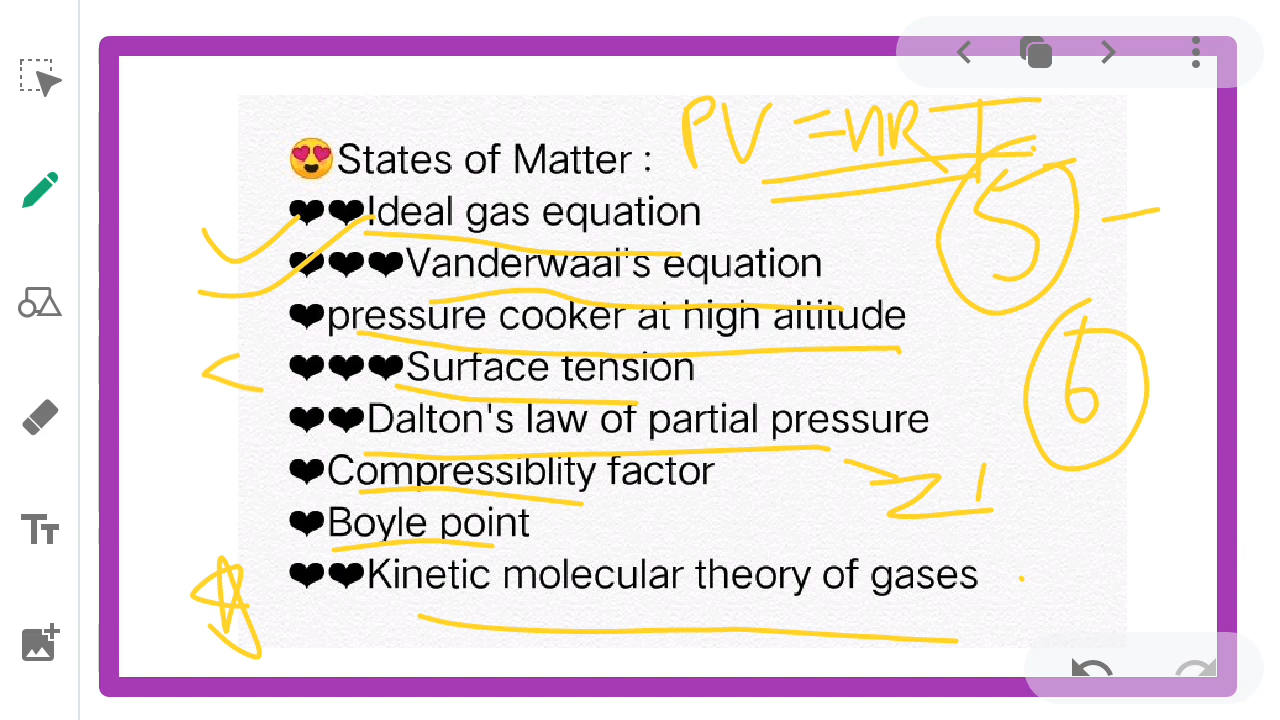 PV = nRT
😍States of Matter :
🖤🖤Ideal gas equation
🖤🖤🖤Vanderwaal's equation
🖤pressure cooker at high altitude
🖤🖤🖤Surface tension
🖤🖤Dalton's law of partial pressure
🖤Compressiblity factor
🖤Boyle point
🖤🖤Kinetic molecular theory of gases
5
6
Tт